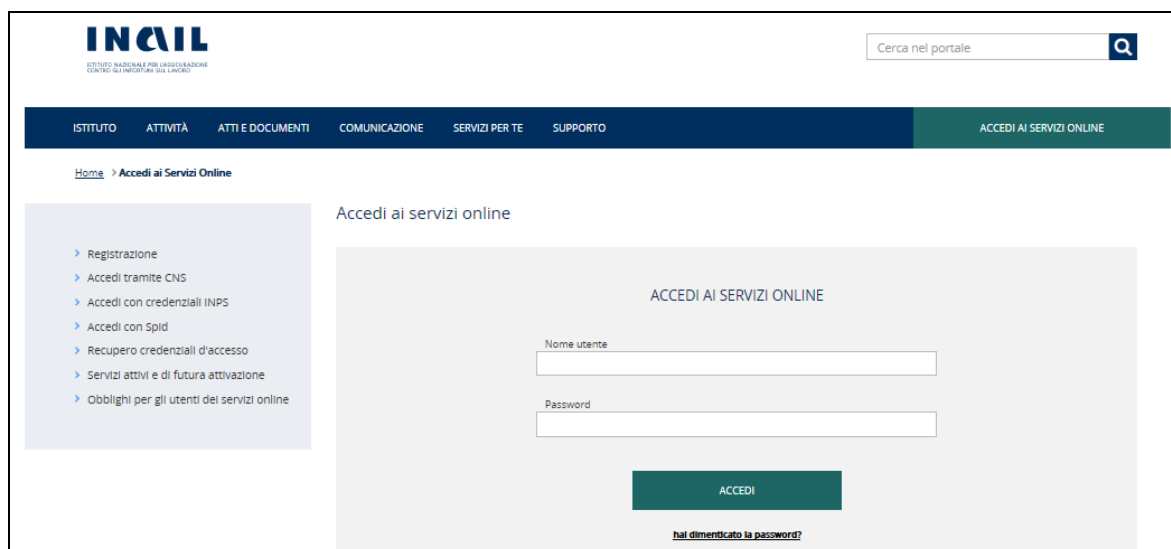 INAIL
ISTITUTO NAZIONALE PER L'ASSICURAZIONE
CONTRO GLI INFORTUNI SUL LAVORO
Cerca nel portale
ISTITUTO ATTIVITÀ ATTI E DOCUMENTI COMUNICAZIONE SERVIZI PER TE SUPPORTO ACCEDI AI SERVIZI ONLINE
Home > Accedi ai Servizi Online
Accedi ai servizi online
> Registrazione
> Accedi tramite CNS
> Accedi con credenziali INPS
> Accedi con Spid
> Recupero credenziali d'accesso
> Servizi attivi e di futura attivazione
> Obblighi per gli utenti dei servizi online
ACCEDI AI SERVIZI ONLINE
Nome utente
Password
ACCEDI
hai dimenticato la password?